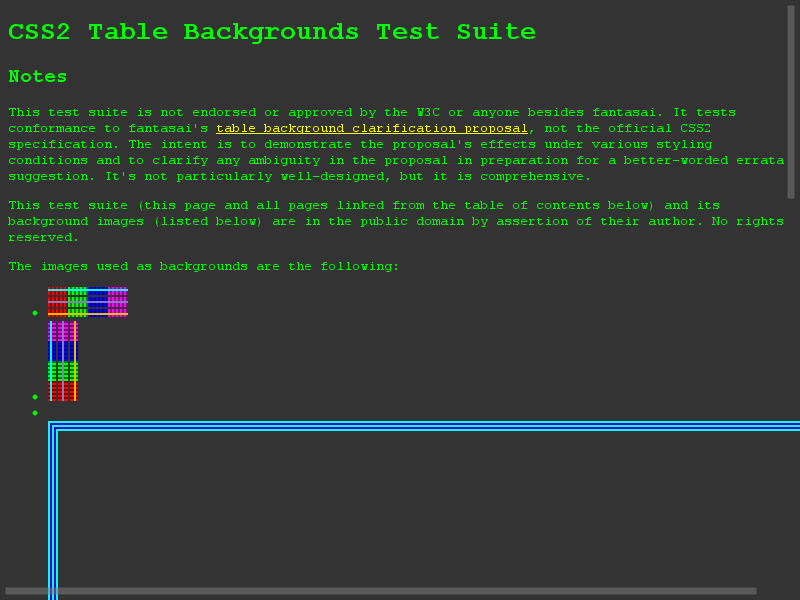 CSS2 Table Backgrounds Test Suite
Notes
This test suite is not endorsed or approved by the W3C or anyone besides fantasai. It tests
conformance to fantasai's table background clarification proposal, not the official CSS2
specification. The intent is to demonstrate the proposal's effects under various styling
conditions and to clarify any ambiguity in the proposal in preparation for a better-worded errata
suggestion. It's not particularly well-designed, but it is comprehensive.
This test suite (this page and all pages linked from the table of contents below) and its
background images (listed below) are in the public domain by assertion of their author. No rights
reserved.
The images used as backgrounds are the following: